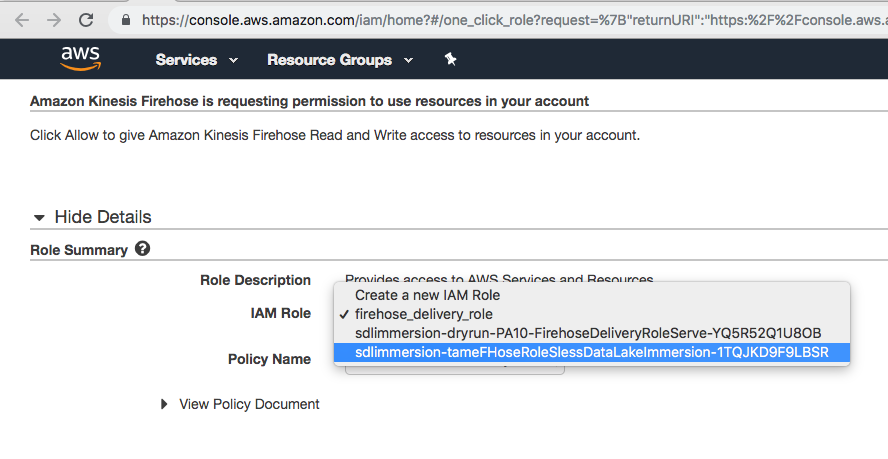 https://console.aws.amazon.com/iam/home?#/one_click_role?request=%7B"returnURI":"https:%2F%2Fconsole.aws.a
aws
Services
Resource Groups
Amazon Kinesis Firehose is requesting permission to use resources in your account
Click Allow to give Amazon Kinesis Firehose Read and Write access to resources in your account.
Hide Details
Role Summary ?
Role Description Provides access to AWS Services and Resources
Create a new IAM Role
IAM Role ✓ firehose_delivery_role
sdlimmersion-dryrun-PA10-FirehoseDeliveryRoleServe-YQ5R52Q1U8OB
Policy Name sdlimmersion-tameFHoseRoleSlessDataLakeImmersion-1TQJKD9F9LBSR
View Policy Document